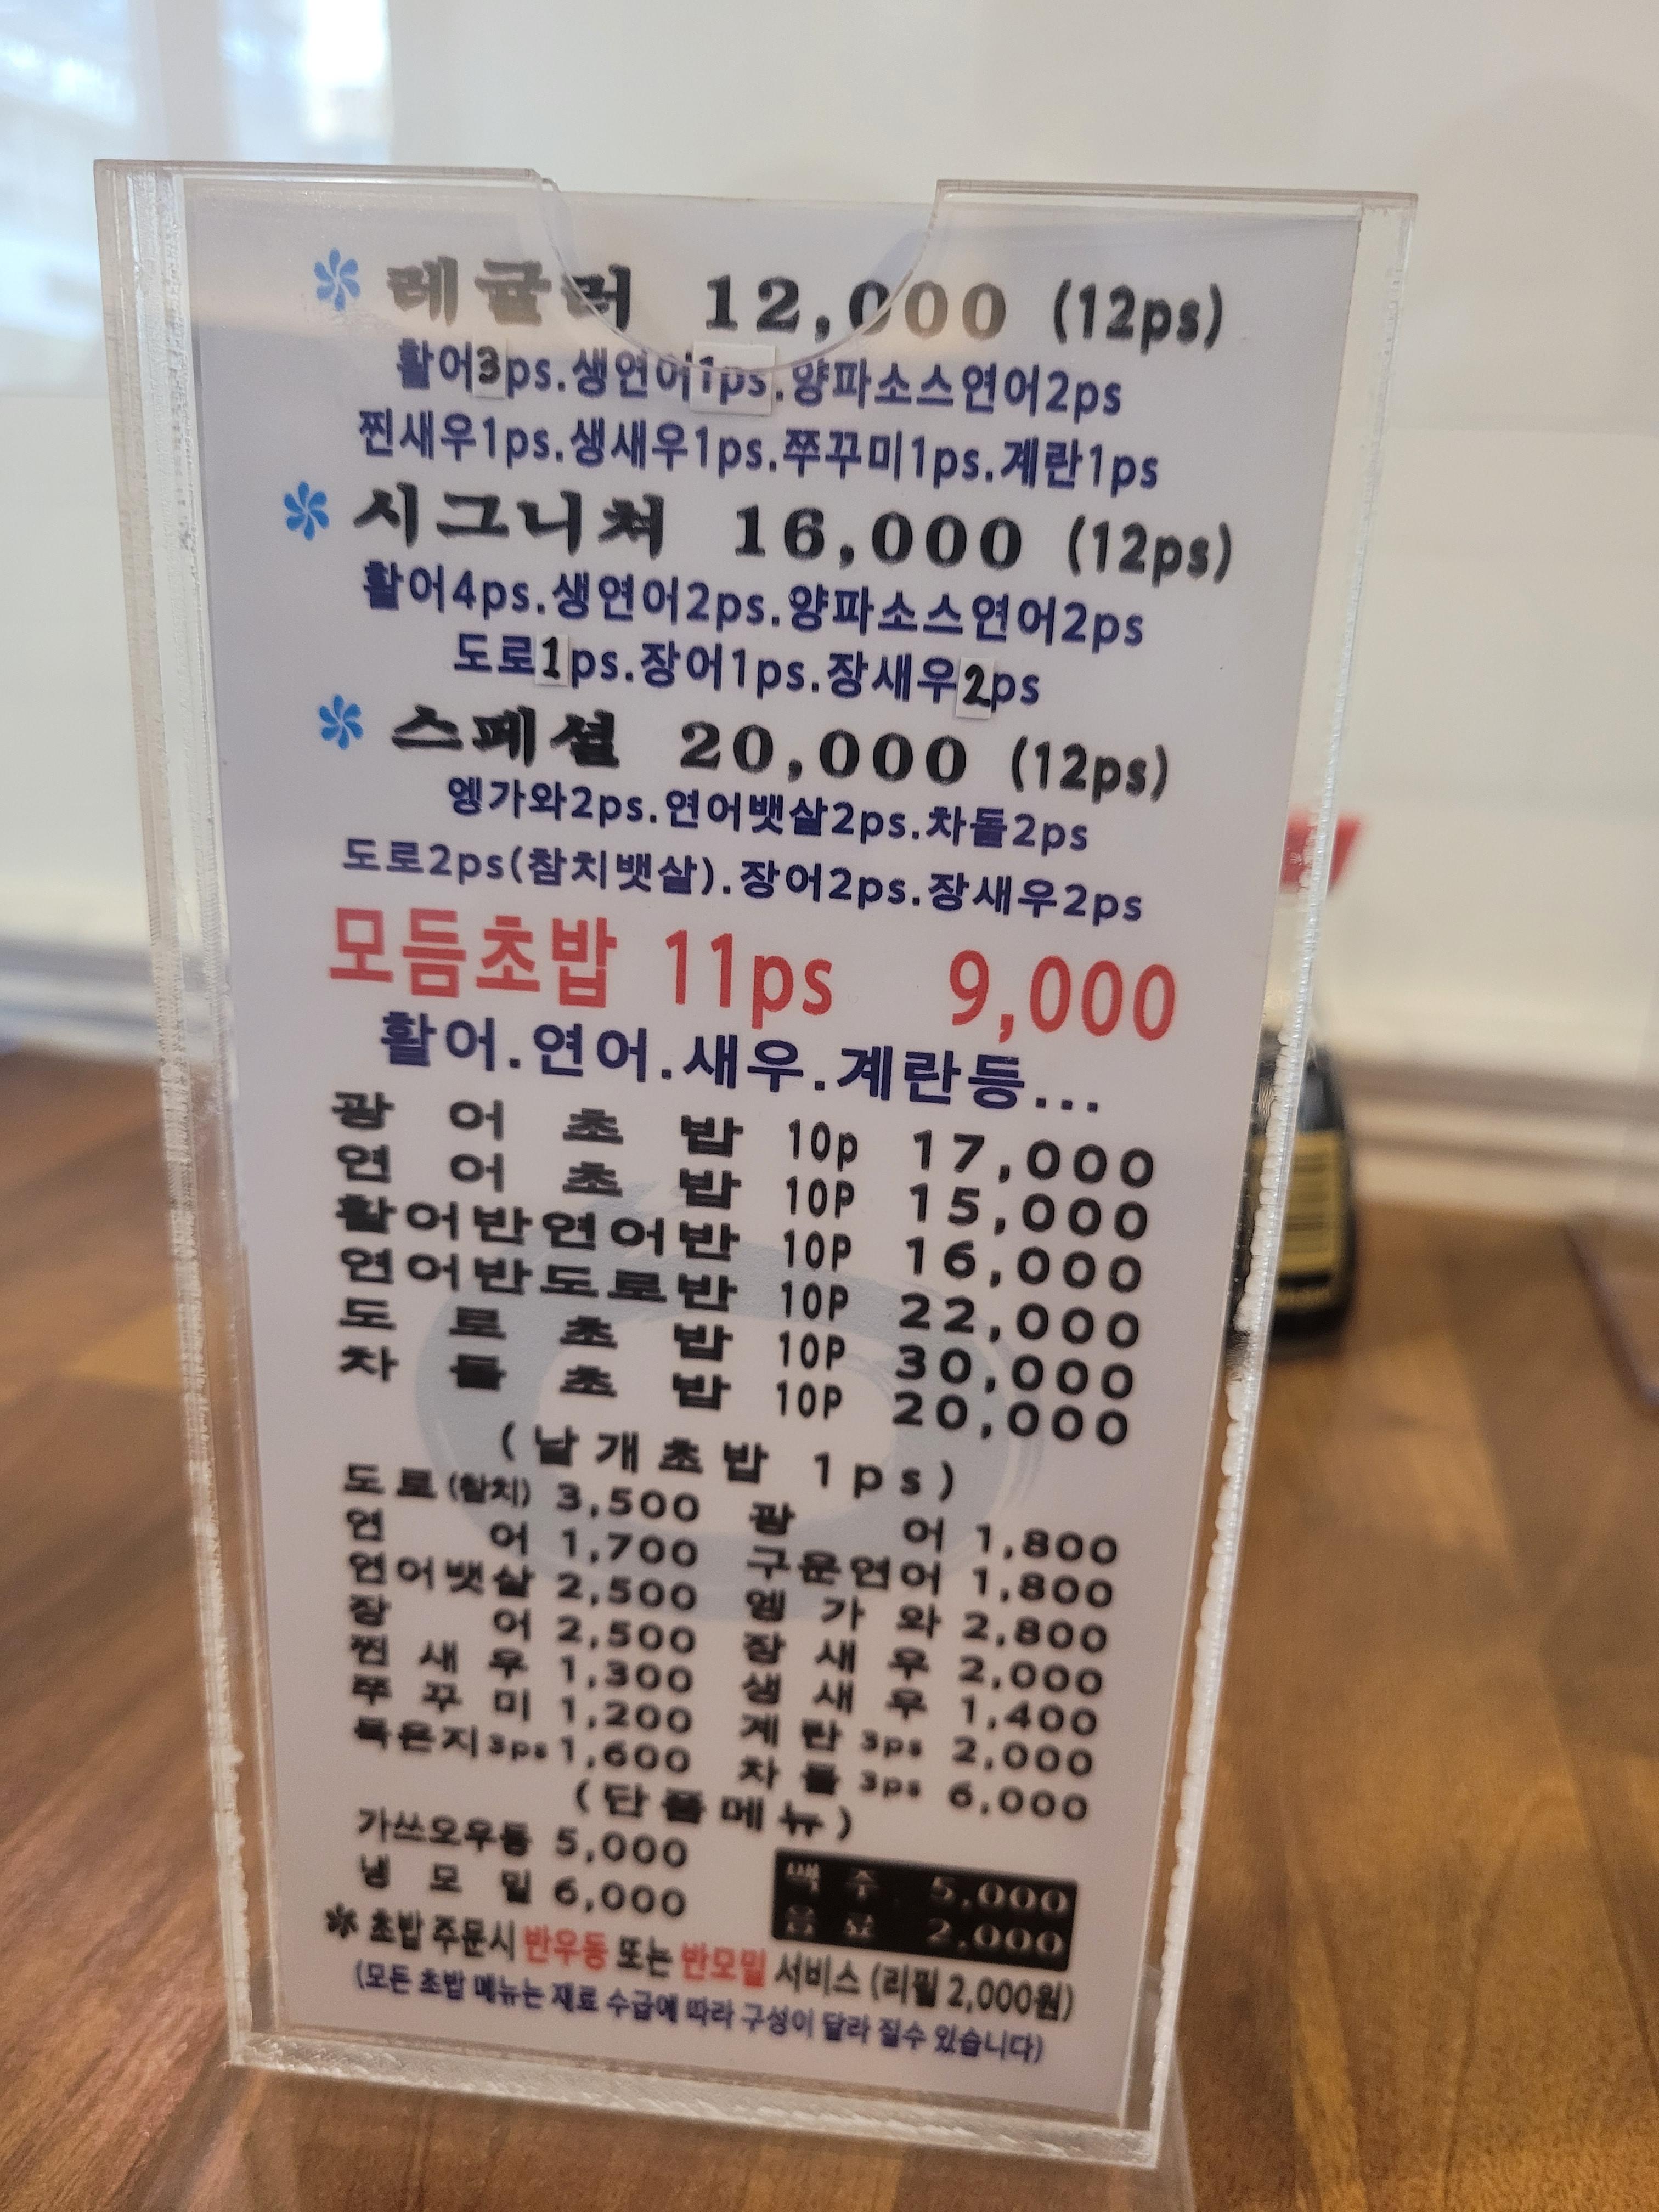 레귤러 12,000 (12ps)
활어3ps.생연어1ps.양파소스연어2ps
찐새우1ps.생새우1ps.쭈꾸미1ps.계란1ps
시그니쳐 16,000 (12ps)
활어4ps.생연어2ps.양파소스연어2ps
도로1ps.장어1ps.장새우2ps
스페셜 20,000 (12ps)
엥가와2ps.연어뱃살2ps.차돌2ps
도로2ps(참치뱃살).장어2ps.장새우2ps
모듬초밥 11ps 9,000
활어.연어.새우.계란등...
광어초밥 10p 17,000
연어초밥 10P 15,000
활어반연어반 10P 16,000
연어반도로반 10P 22,000
도로초밥 10P 30,000
차돌초밥 10P 20,000
(낱개초밥 1ps)
도로(참치) 3,500 광어 1,800
연어 1,700 구운연어 1,800
연어뱃살 2,500 엥가와 2,800
장어 2,500 장새우 2,000
찐새우 1,300 생새우 1,400
쭈꾸미 1,200 계란 3ps 2,000
묵은지 3ps 1,600 차돌 3ps 6,000
(단품메뉴)
가쓰오우동 5,000
냉모밀 6,000
맥주 5,000
음료 2,000
※ 초밥 주문시 반우동 또는 반모밀 서비스 (리필 2,000원)
(모든 초밥 메뉴는 재료 수급에 따라 구성이 달라 질수 있습니다)